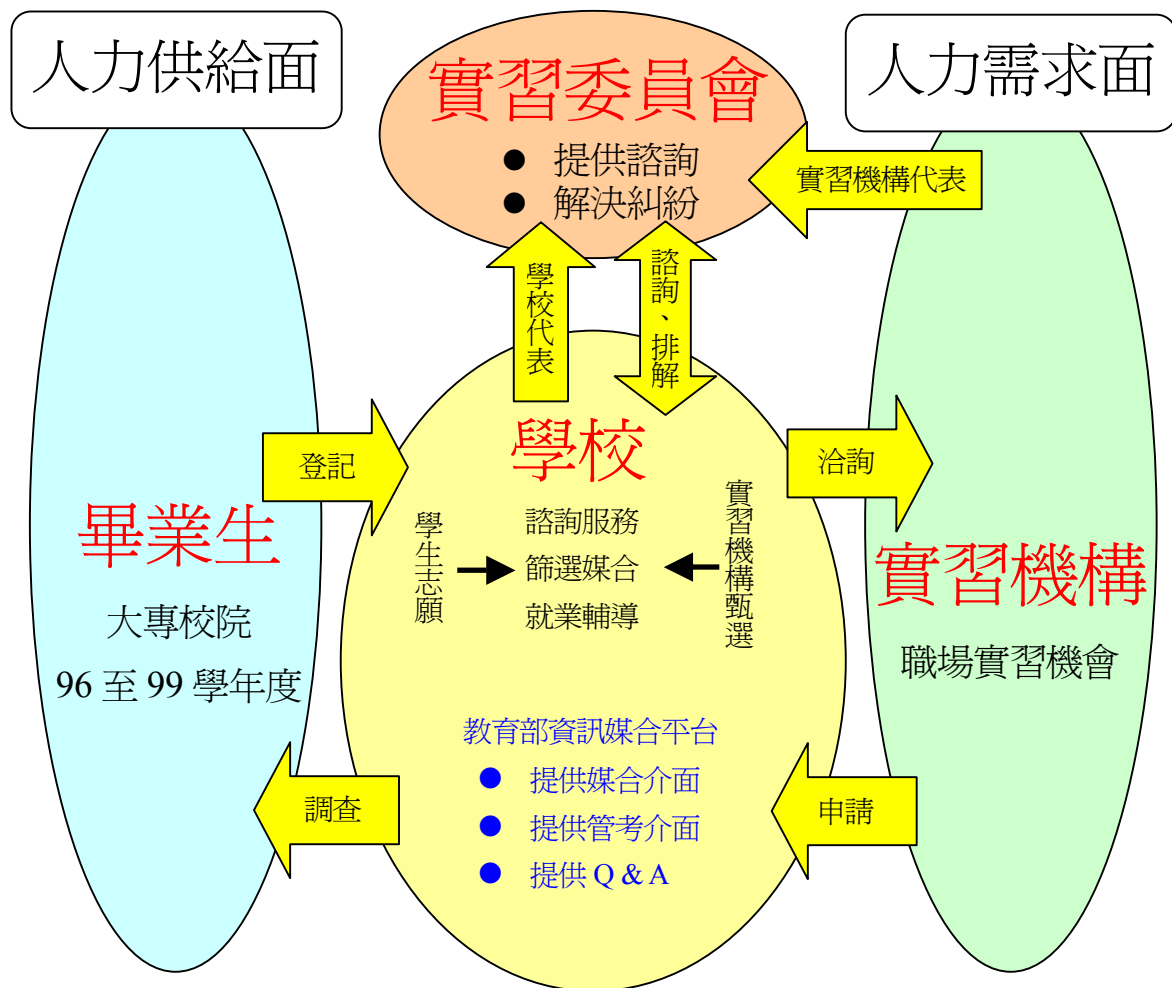 人力供給面
實習委員會
● 提供諮詢
● 解決糾紛
人力需求面
實習機構代表
學校代表
諮詢、排解
登記
學校
洽詢
學生志願
諮詢服務
篩選媒合
就業輔導
實習機構甄選
畢業生
大專校院
96 至 99 學年度
實習機構
職場實習機會
教育部資訊媒合平台
● 提供媒合介面
● 提供管考介面
● 提供 Q & A
調查
申請